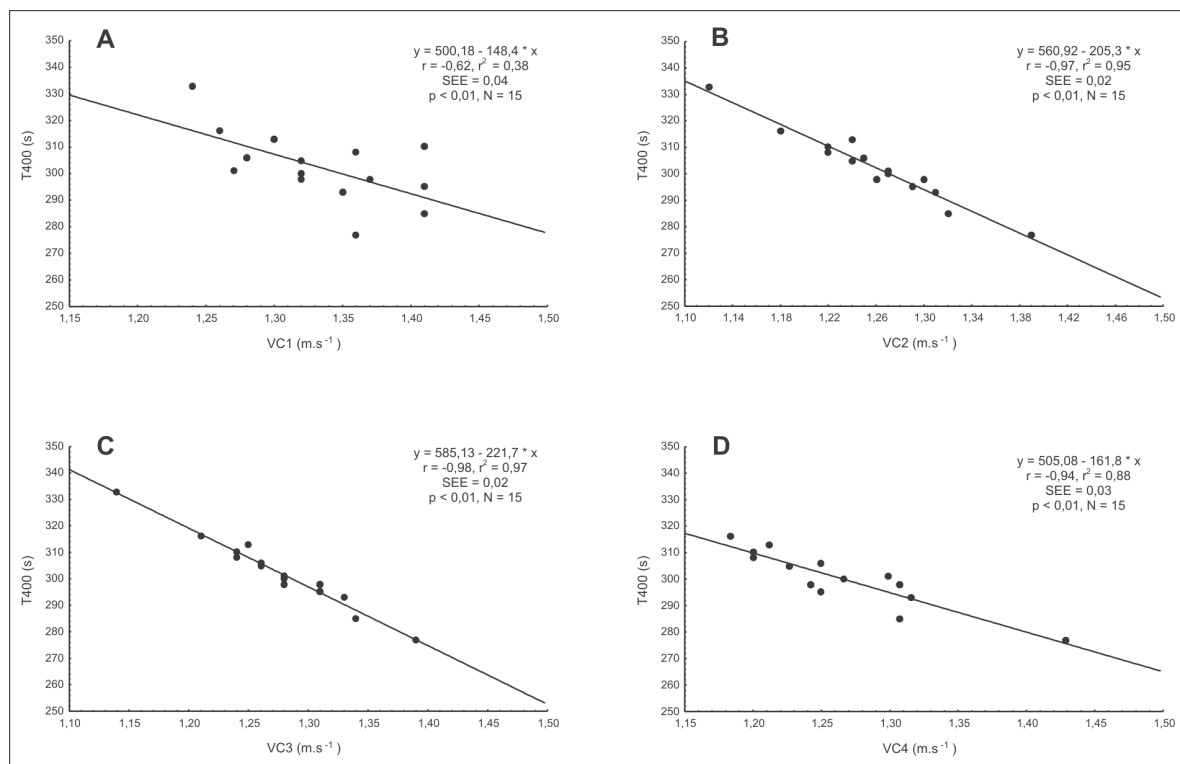 A
y = 500,18 - 148,4 * x
r = -0,62, r² = 0,38
SEE = 0,04
p < 0,01, N = 15
T400 (s)
350
340
330
320
310
300
290
280
270
260
250
1,15 1,20 1,25 1,30 1,35 1,40 1,45 1,50
VC1 (m.s⁻¹ )
B
y = 560,92 - 205,3 * x
r = -0,97, r² = 0,95
SEE = 0,02
p < 0,01, N = 15
T400 (s)
350
340
330
320
310
300
290
280
270
260
250
1,10 1,14 1,18 1,22 1,26 1,30 1,34 1,38 1,42 1,46 1,50
VC2 (m.s⁻¹ )
C
y = 585,13 - 221,7 * x
r = -0,98, r² = 0,97
SEE = 0,02
p < 0,01, N = 15
T400 (s)
350
340
330
320
310
300
290
280
270
260
250
1,10 1,15 1,20 1,25 1,30 1,35 1,40 1,45 1,50
VC3 (m.s⁻¹ )
D
y = 505,08 - 161,8 * x
r = -0,94, r² = 0,88
SEE = 0,03
p < 0,01, N = 15
T400 (s)
350
340
330
320
310
300
290
280
270
260
250
1,15 1,20 1,25 1,30 1,35 1,40 1,45 1,50
VC4 (m.s⁻¹ )